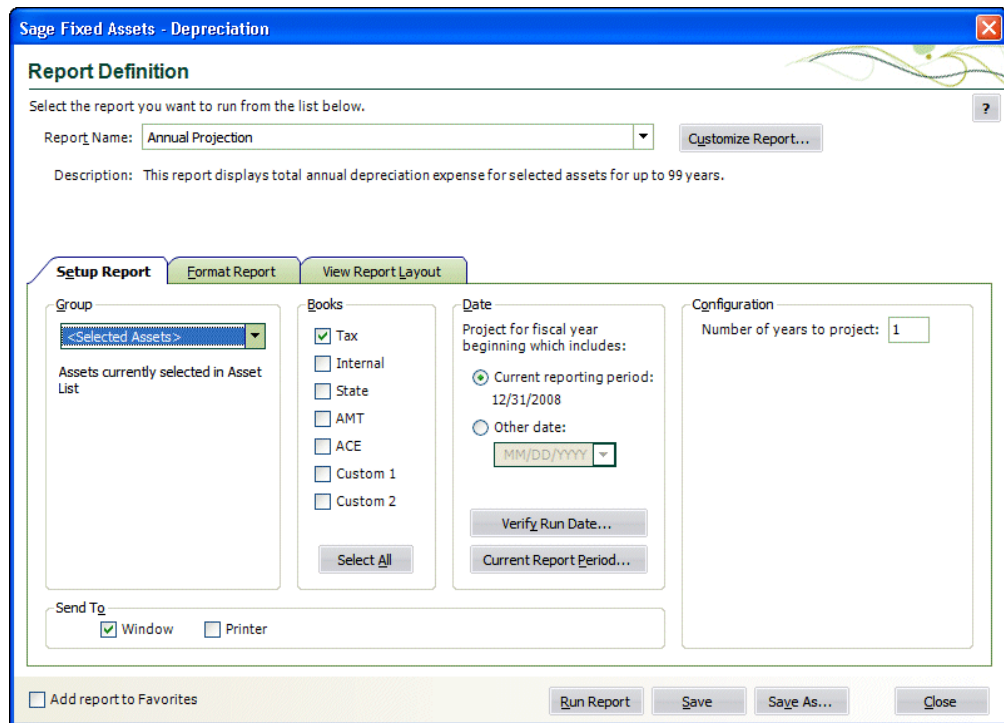 Sage Fixed Assets - Depreciation
Report Definition
Select the report you want to run from the list below.
?
Report Name: Annual Projection
Customize Report...
Description: This report displays total annual depreciation expense for selected assets for up to 99 years.
Setup Report
Format Report
View Report Layout
Group
<Selected Assets>
Assets currently selected in Asset
List
Books
Tax
Internal
State
AMT
ACE
Custom 1
Custom 2
Select All
Date
Project for fiscal year
beginning which includes:
Current reporting period:
12/31/2008
Other date:
MM/DD/YYYY
Verify Run Date...
Current Report Period...
Configuration
Number of years to project: 1
Send To
Window
Printer
Add report to Favorites
Run Report
Save
Save As...
Close